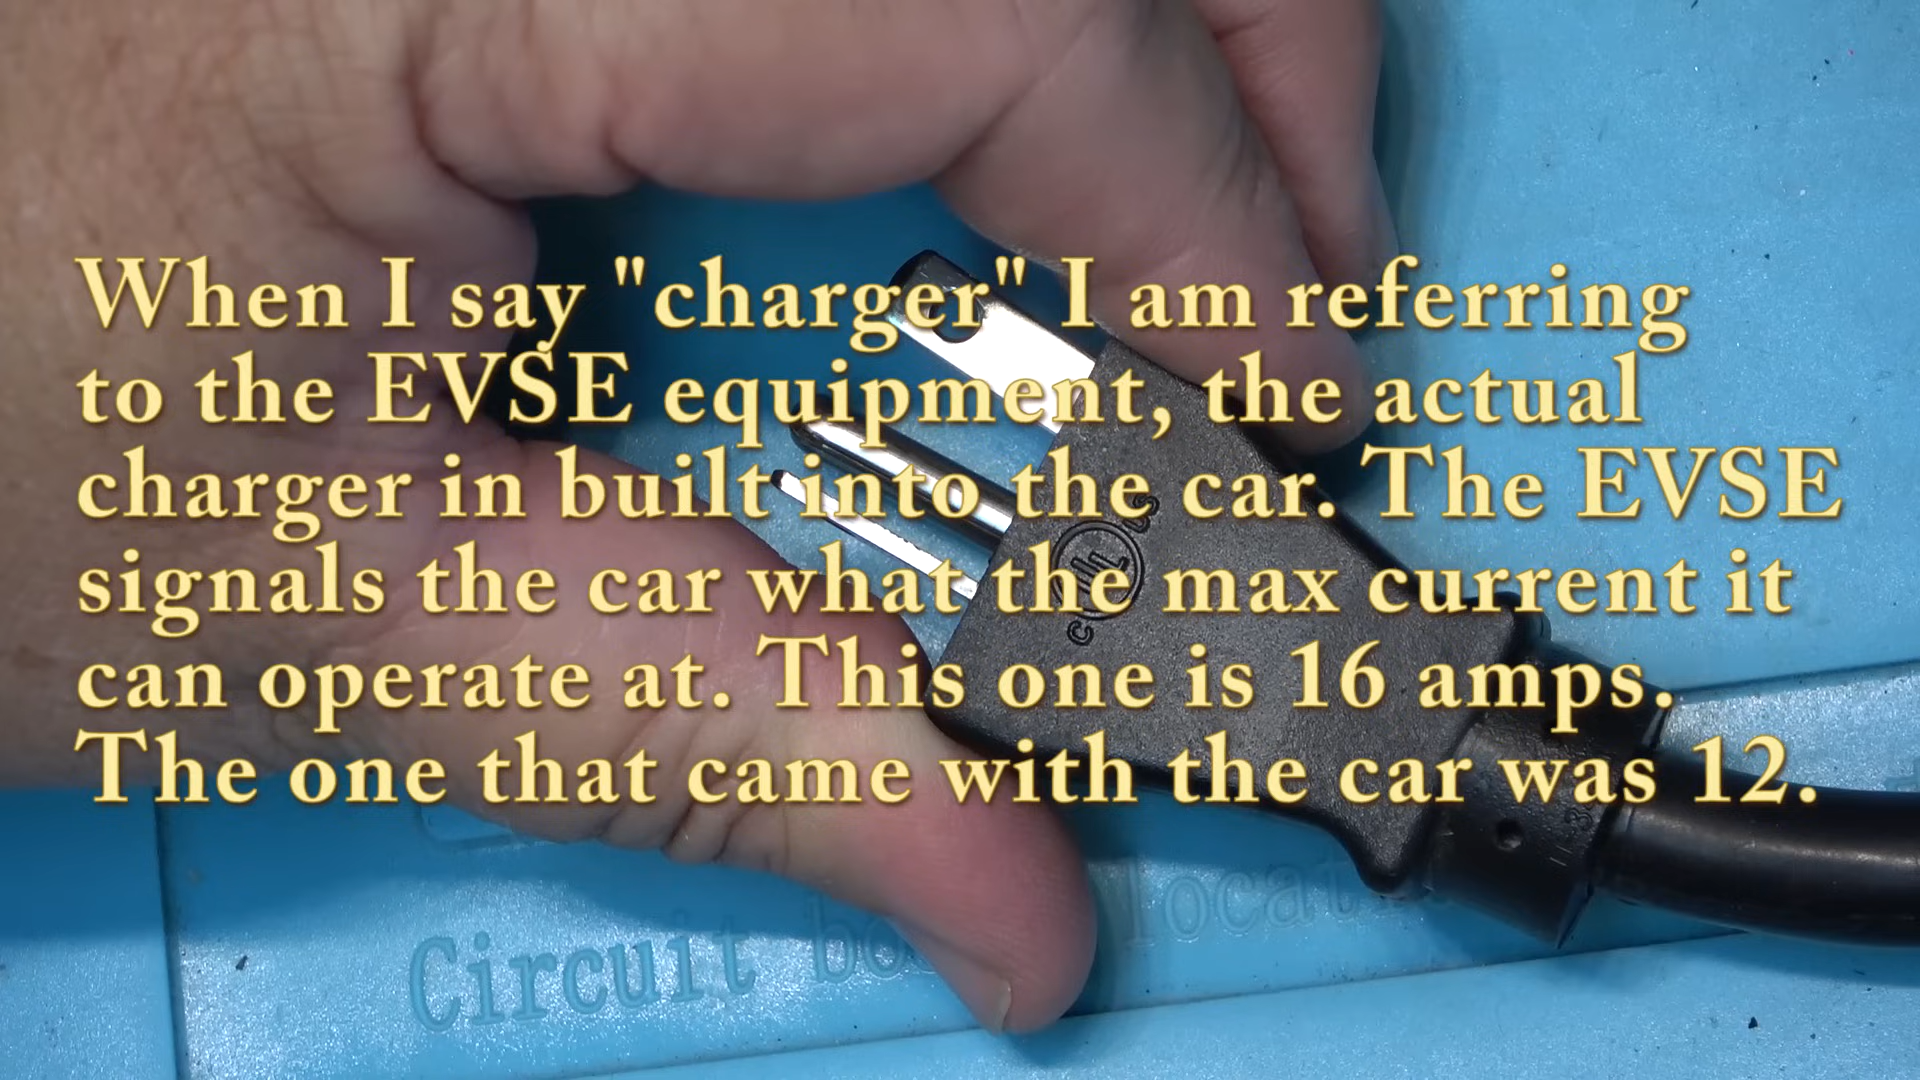 When I say "charger" I am referring
to the EVSE equipment, the actual
charger in built into the car. The EVSE
signals the car what the max current it
can operate at. This one is 16 amps.
The one that came with the car was 12.
C UL US
Circuit